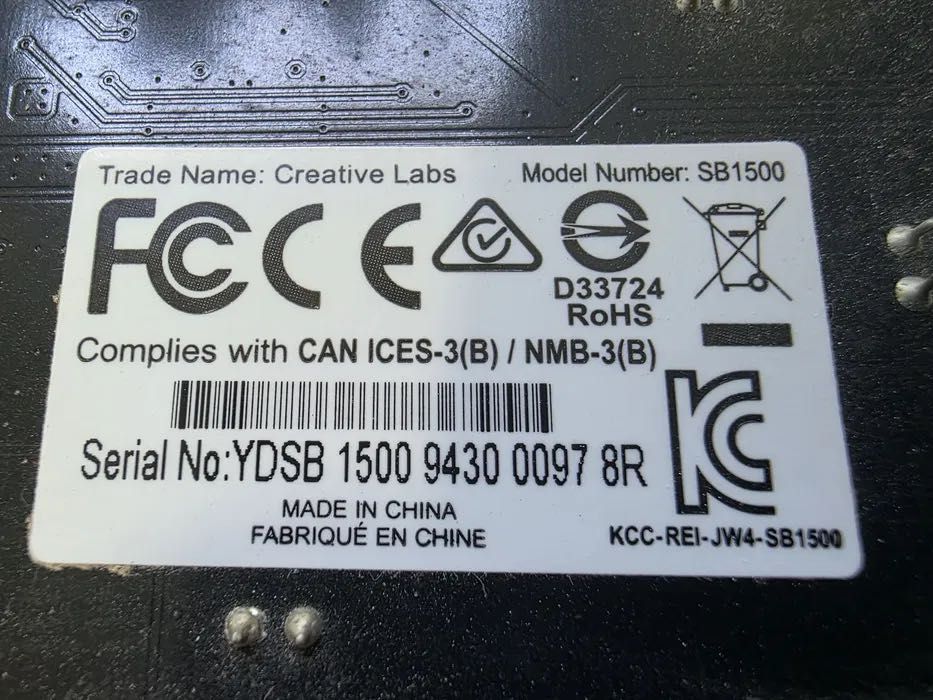 Trade Name: Creative Labs
Model Number: SB1500
FC CE
D33724
RoHS
Complies with CAN ICES-3(B) / NMB-3(B)
Serial No:YDSB 1500 9430 0097 8R
MADE IN CHINA
FABRIQUÉ EN CHINE
KC
KCC-REI-JW4-SB1500